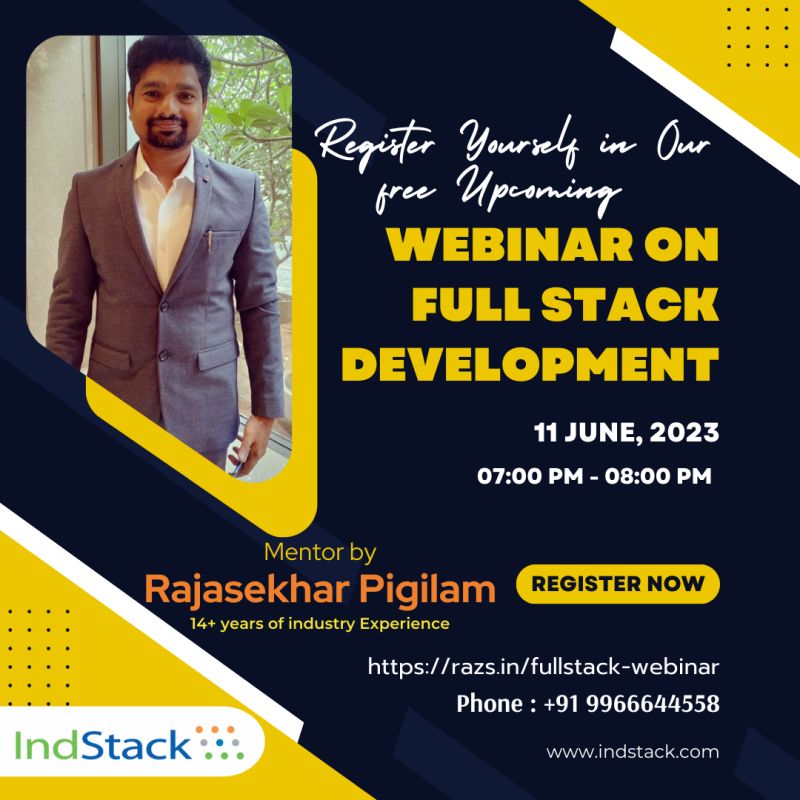 Register Yourself in Our
free Upcoming
WEBINAR ON
FULL STACK
DEVELOPMENT
11 JUNE, 2023
07:00 PM - 08:00 PM
Mentor by
Rajasekhar Pigilam
14+ years of industry Experience
REGISTER NOW
https://razs.in/fullstack-webinar
Phone : +91 9966644558
IndStack
www.indstack.com